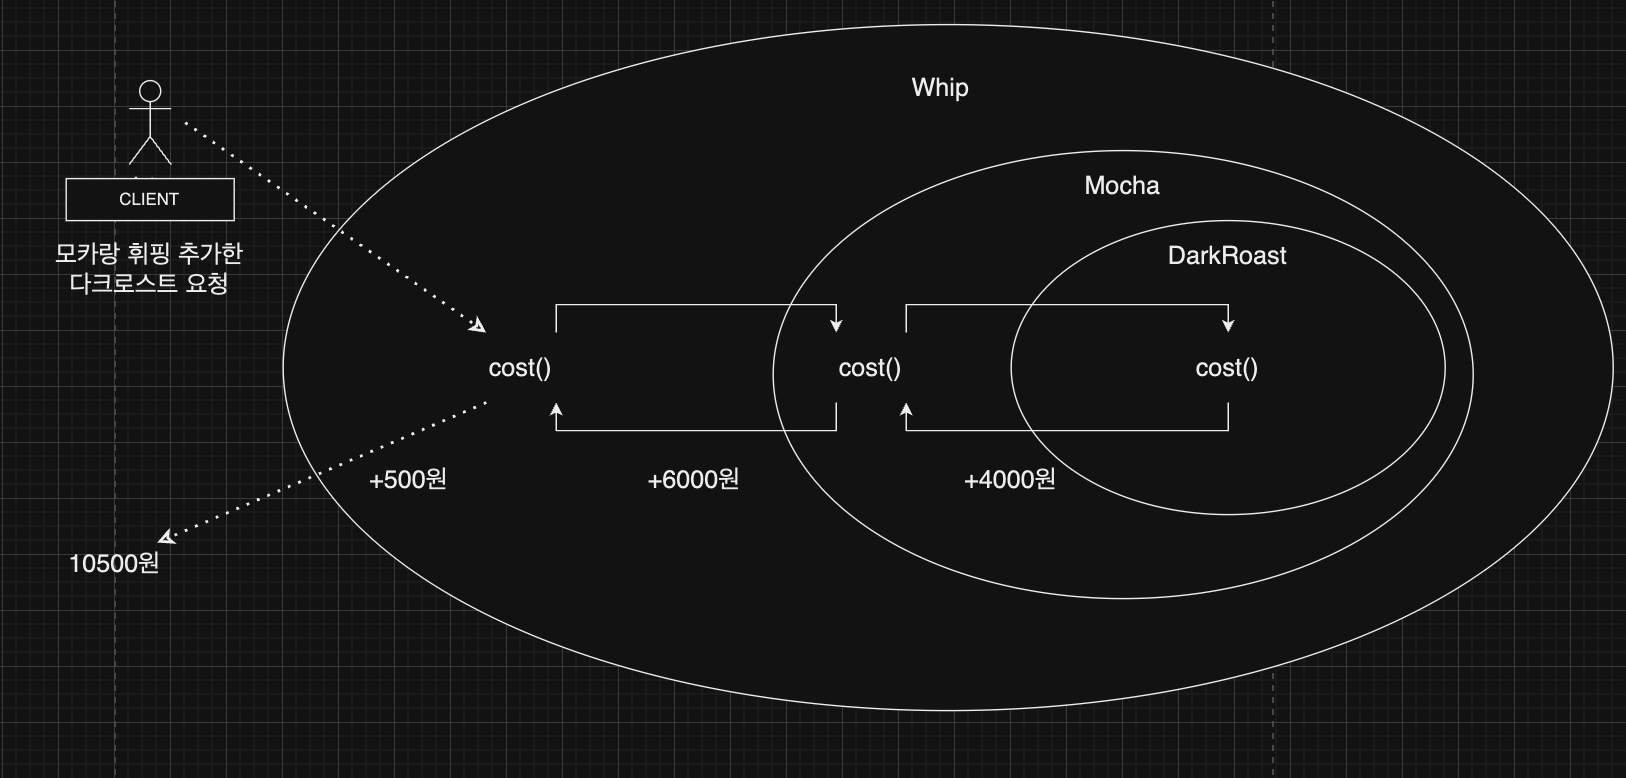 Whip
Mocha
CLIENT
모카랑 휘핑 추가한
다크로스트 요청
DarkRoast
cost()
cost()
cost()
+500원
+6000원
+4000원
10500원